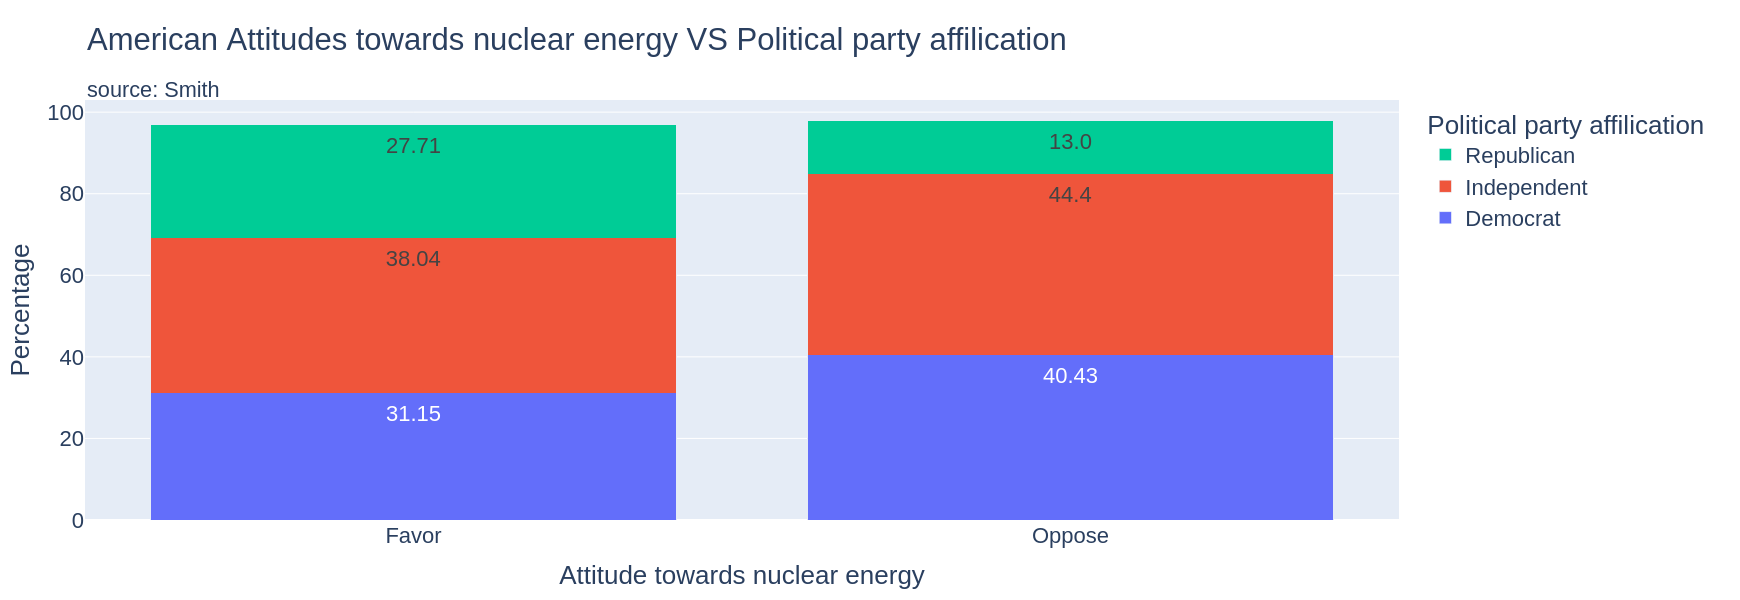 American Attitudes towards nuclear energy VS Political party affilication
source: Smith
Percentage
100
80
60
40
20
0
27.71
38.04
31.15
13.0
44.4
40.43
Favor
Oppose
Attitude towards nuclear energy
Political party affilication
Republican
Independent
Democrat